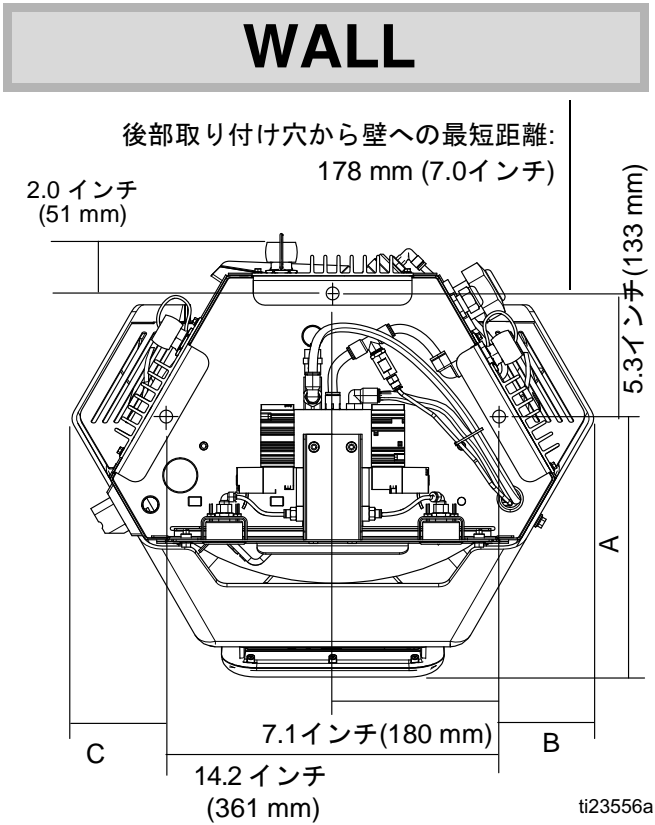 WALL
後部取り付け穴から壁への最短距離:
178 mm (7.0インチ)
2.0 インチ
(51 mm)
5.3インチ(133 mm)
A
7.1インチ(180 mm)
B
C
14.2 インチ
(361 mm)
ti23556a